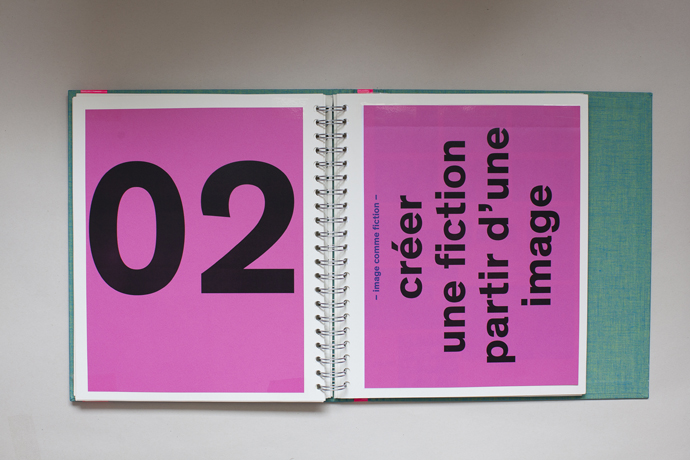 02
– image comme fiction –
créer
une fiction
partir d'une
image